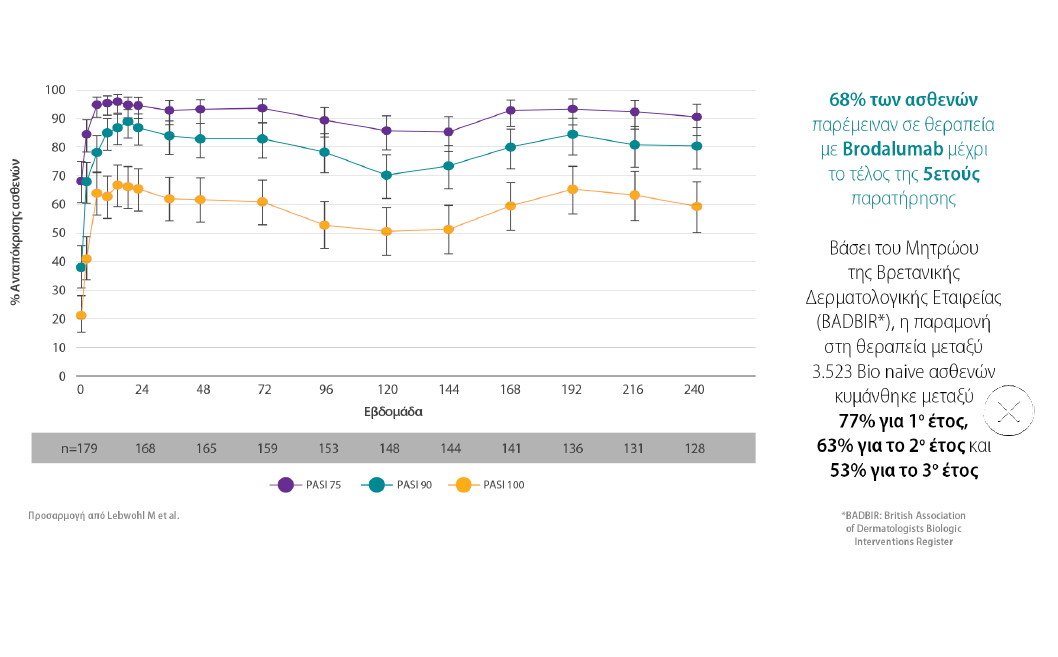 100
90
80
70
60
50
40
30
20
10
0
% Ανταπόκρισης ασθενών
0 24 48 72 96 120 144 168 192 216 240
Εβδομάδα
n=179 168 165 159 153 148 144 141 136 131 128
PASI 75 PASI 90 PASI 100
Προσαρμογή από Lebwohl M et al.
68% των ασθενών
παρέμειναν σε θεραπεία
με Brodalumab μέχρι
το τέλος της 5ετούς
παρατήρησης
Βάσει του Μητρώου
της Βρετανικής
Δερματολογικής Εταιρείας
(BADBIR*), η παραμονή
στη θεραπεία μεταξύ
3.523 Bio naive ασθενών
κυμάνθηκε μεταξύ
77% για 1ο έτος,
63% για το 2ο έτος και
53% για το 3ο έτος
*BADBIR: British Association
of Dermatologists Biologic
Interventions Register